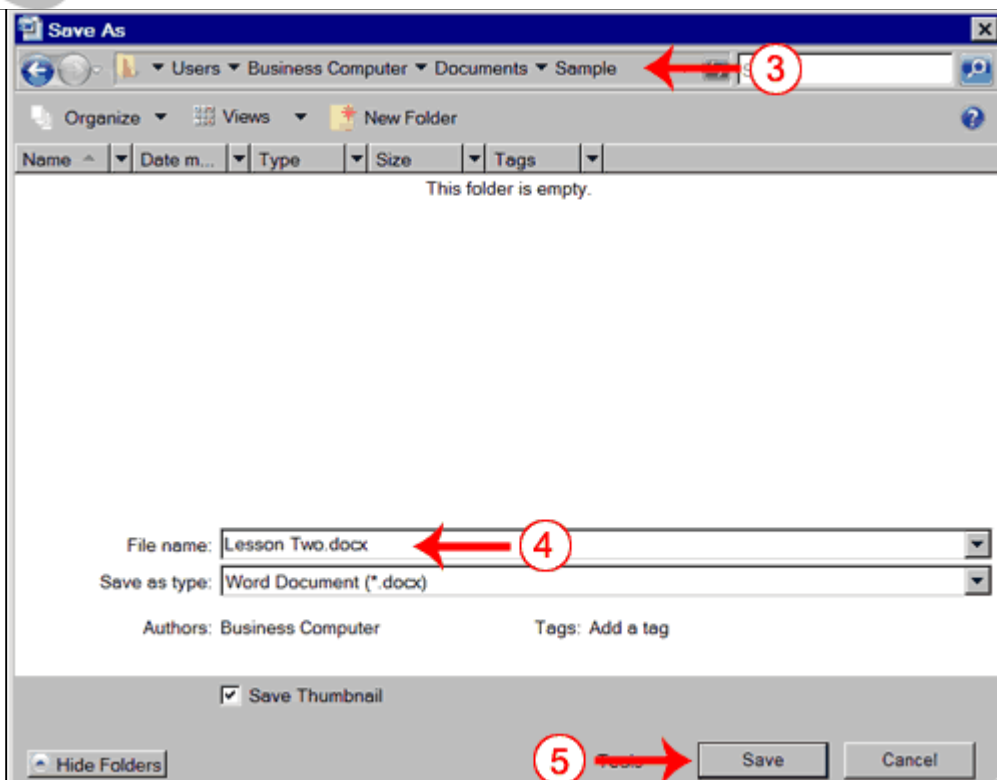 Save As
Users Business Computer Documents Sample 3
Organize Views New Folder
Name Date m... Type Size Tags
This folder is empty.
File name: Lesson Two.docx 4
Save as type: Word Document (*.docx)
Authors: Business Computer Tags: Add a tag
Save Thumbnail
Hide Folders 5 Tools Save Cancel